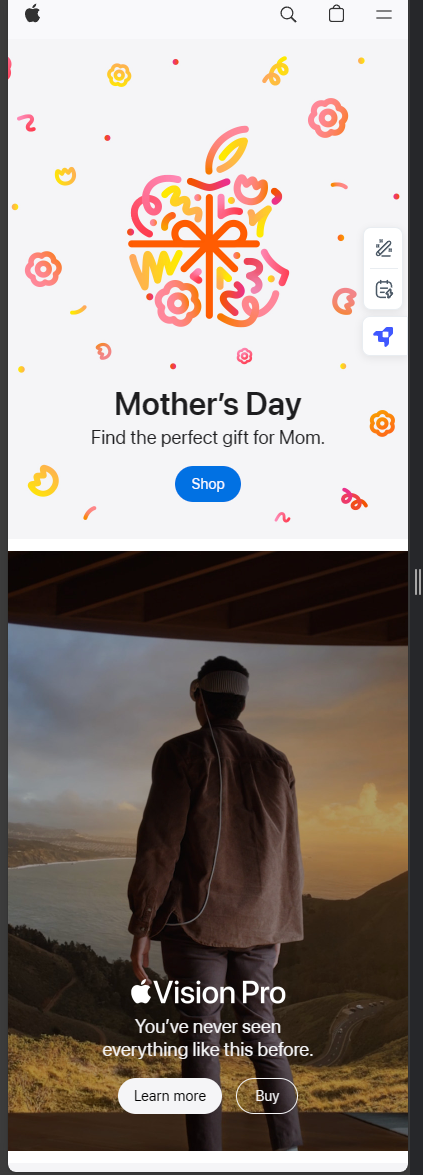 Mother’s Day
Find the perfect gift for Mom.
Shop
Vision Pro
You’ve never seen
everything like this before.
Learn more
Buy